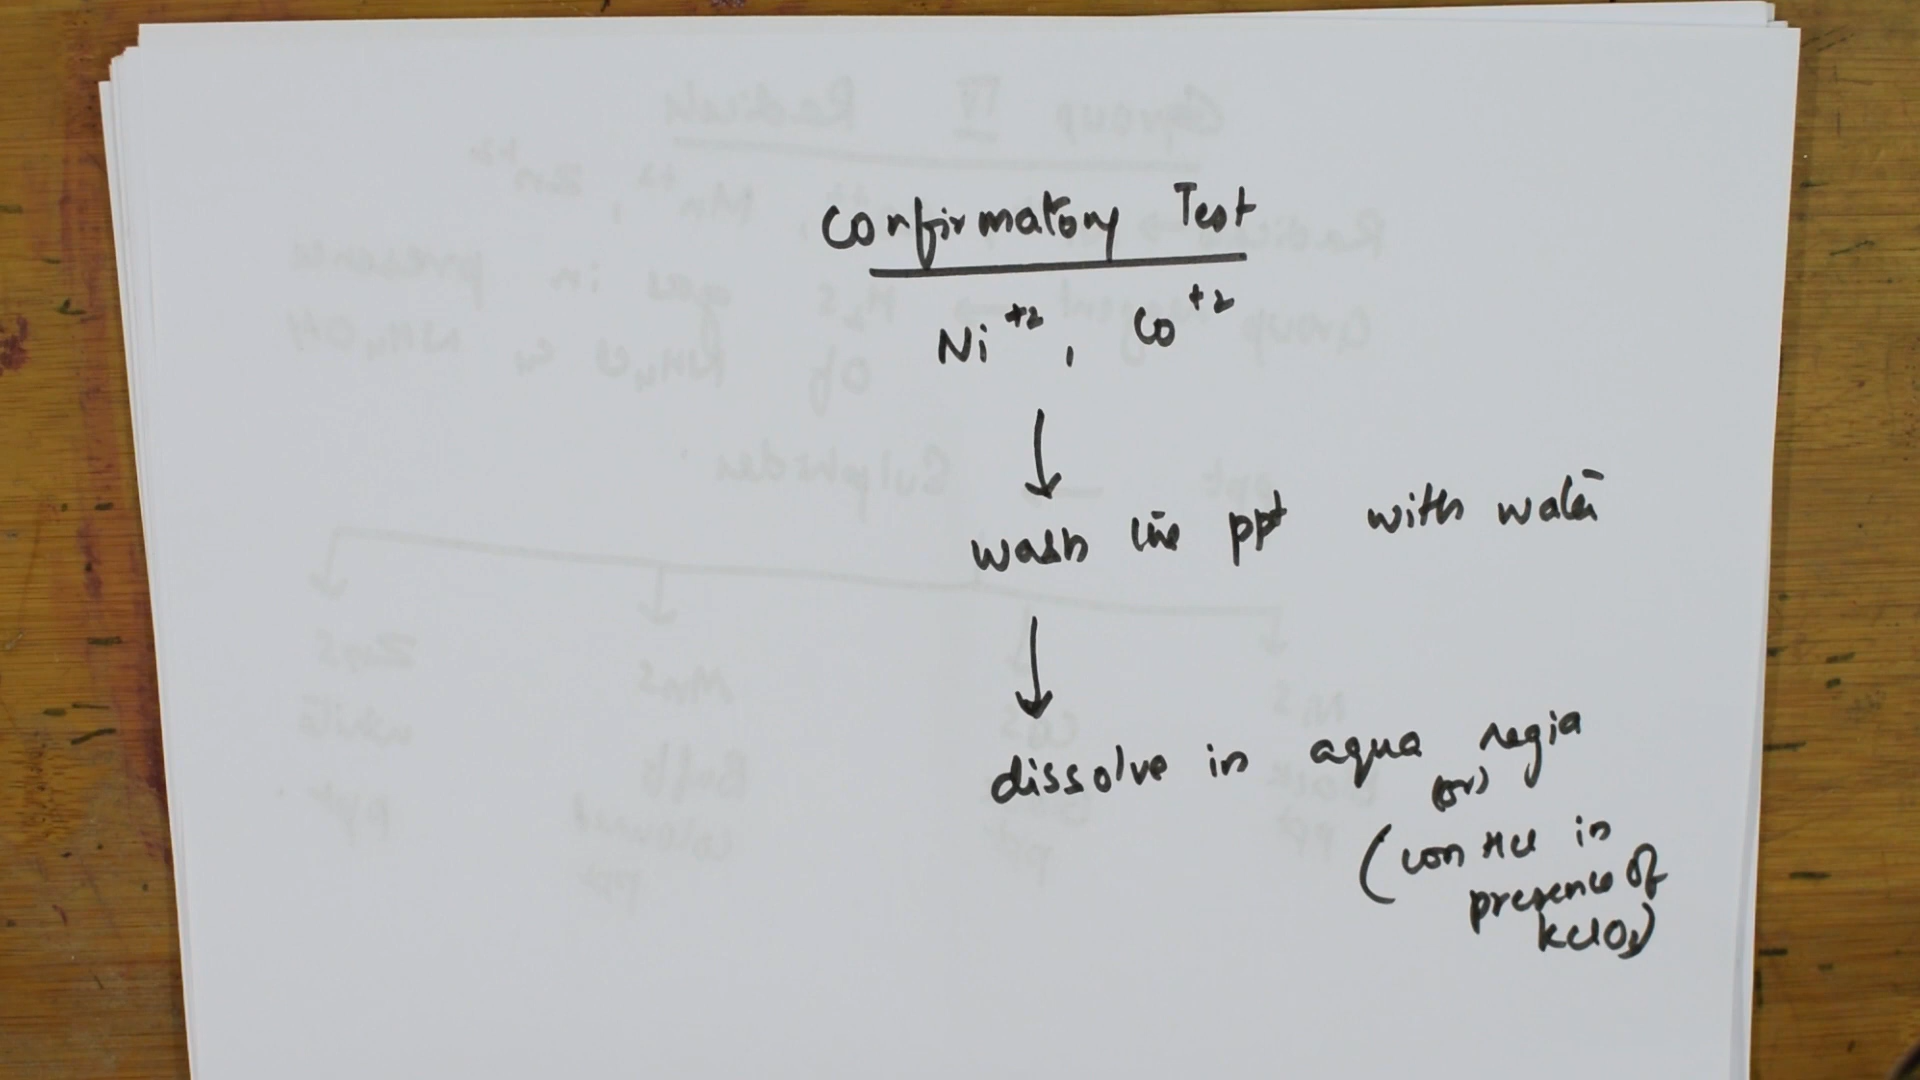 Confirmatory Test
Ni+2, Co+2
wash the ppt with water
dissolve in aqua regia
(or)
(con HCl in
presence of
KClO3)